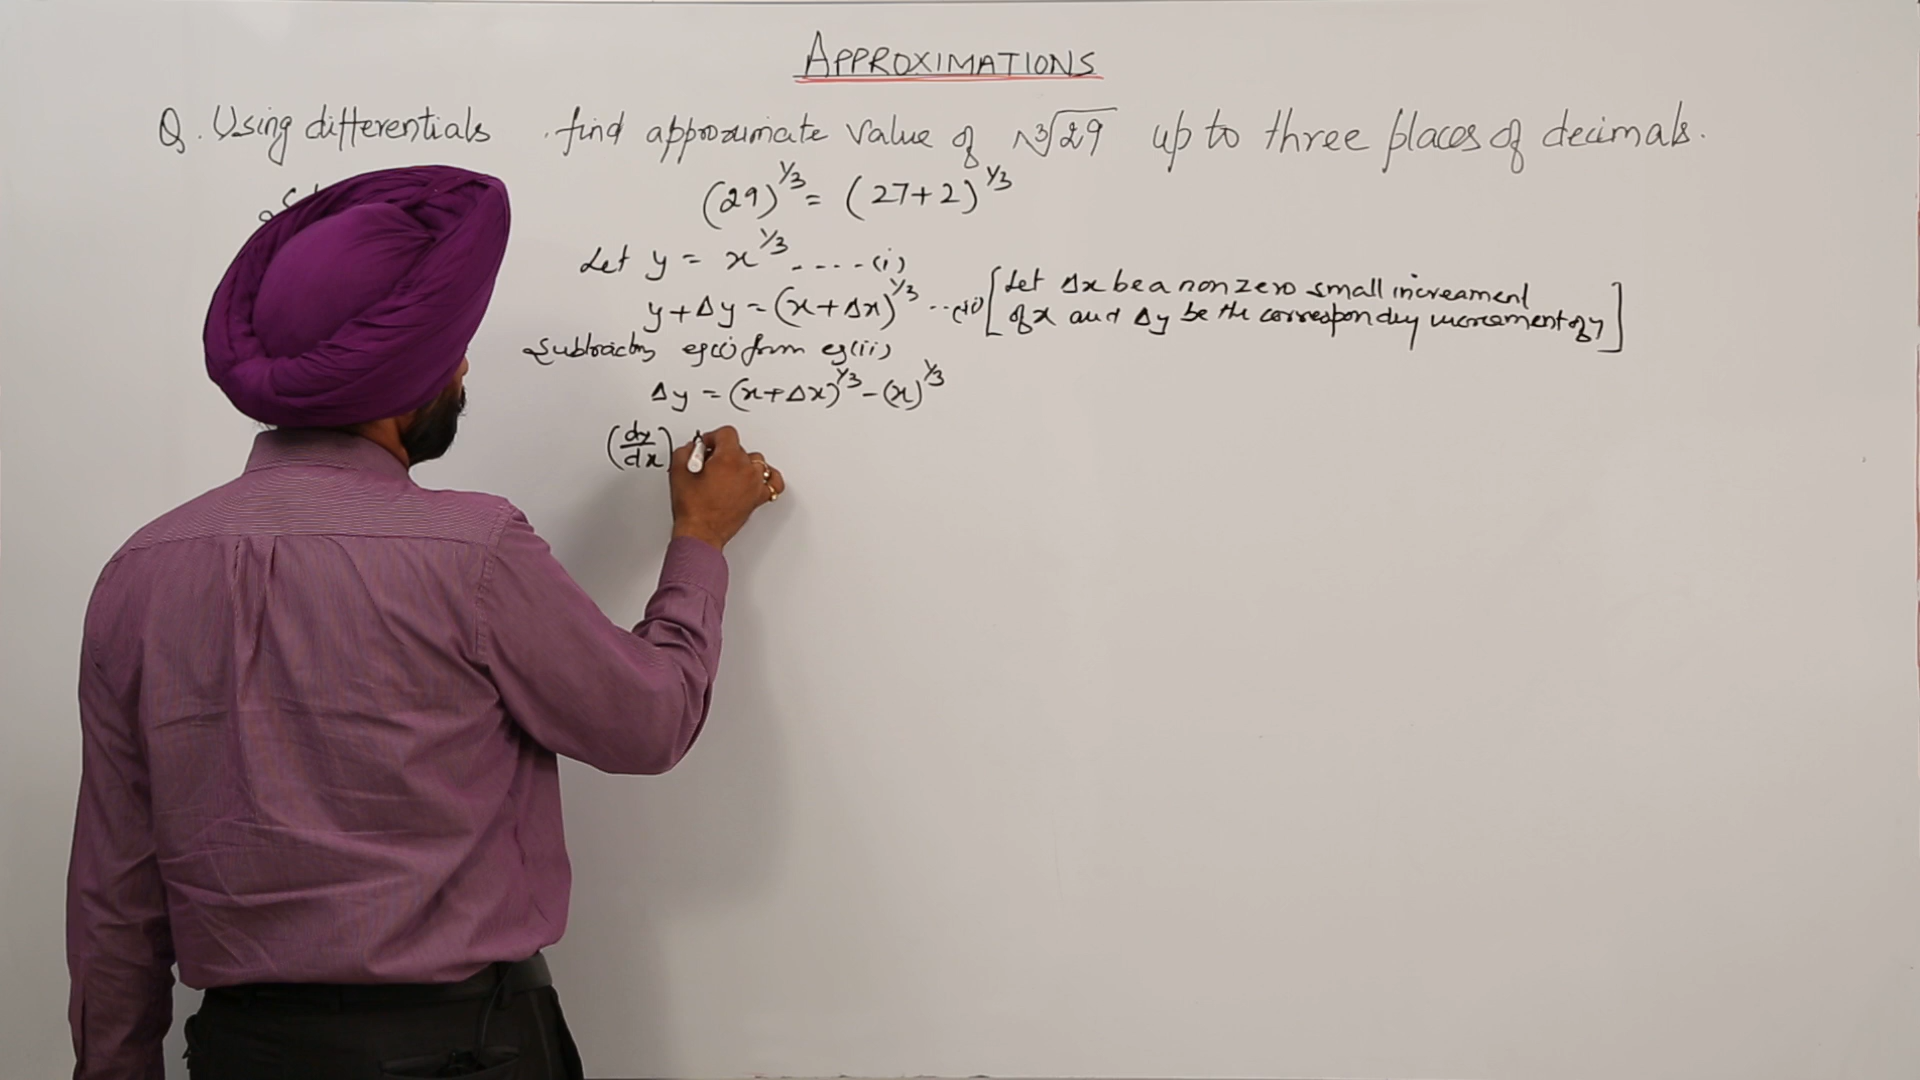 APPROXIMATIONS
Q. Using differentials find approximate value of ∛29 up to three places of decimals.
(29)^1/3 = (27+2)^1/3
Let y = x^1/3 ..... (i)
y + Δy = (x + Δx)^1/3 ... (ii) [Let Δx be a non zero small increament
of x and Δy be the corresponding increment of y]
Subtracting eq(i) form eq(ii)
Δy = (x+Δx)^1/3 - (x)^1/3
(dy/dx)